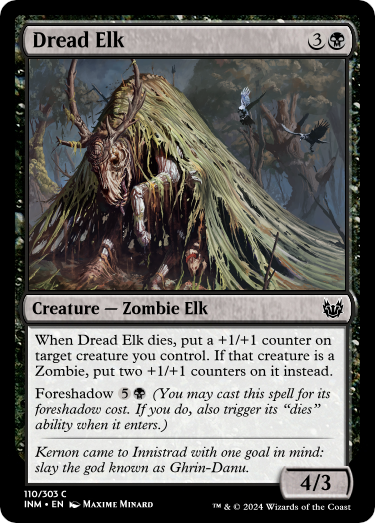 Dread Elk 3
Creature — Zombie Elk
When Dread Elk dies, put a +1/+1 counter on
target creature you control. If that creature is a
Zombie, put two +1/+1 counters on it instead.
Foreshadow 5 (You may cast this spell for its
foreshadow cost. If you do, also trigger its “dies”
ability when it enters.)
Kernon came to Innistrad with one goal in mind:
slay the god known as Ghrin-Danu.
4/3
110/303 C
INM • EN Maxime Minard
™ & © 2024 Wizards of the Coast